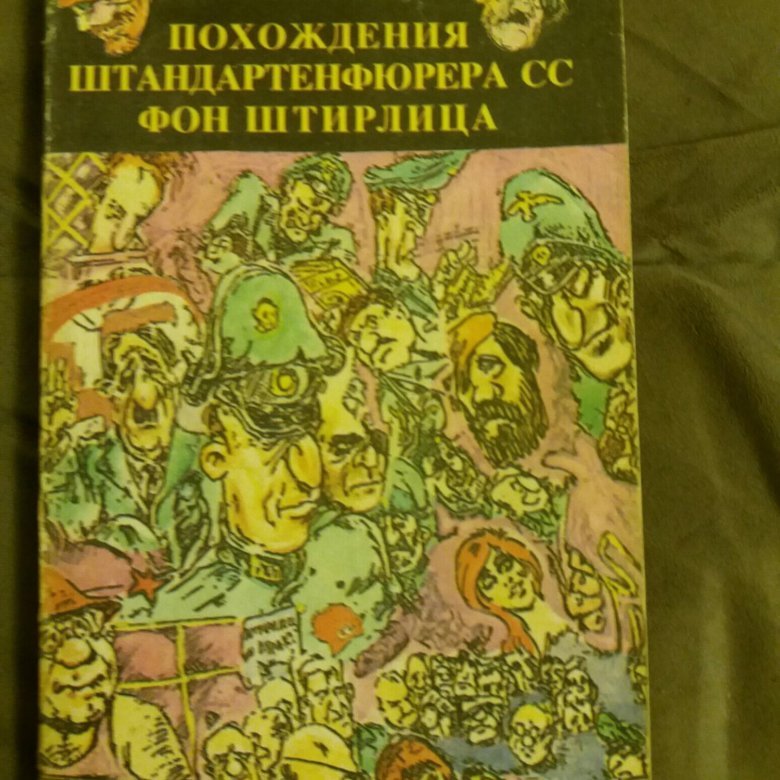 ПОХОЖДЕНИЯ
ШТАНДАРТЕНФЮРЕРА СС
ФОН ШТИРЛИЦА